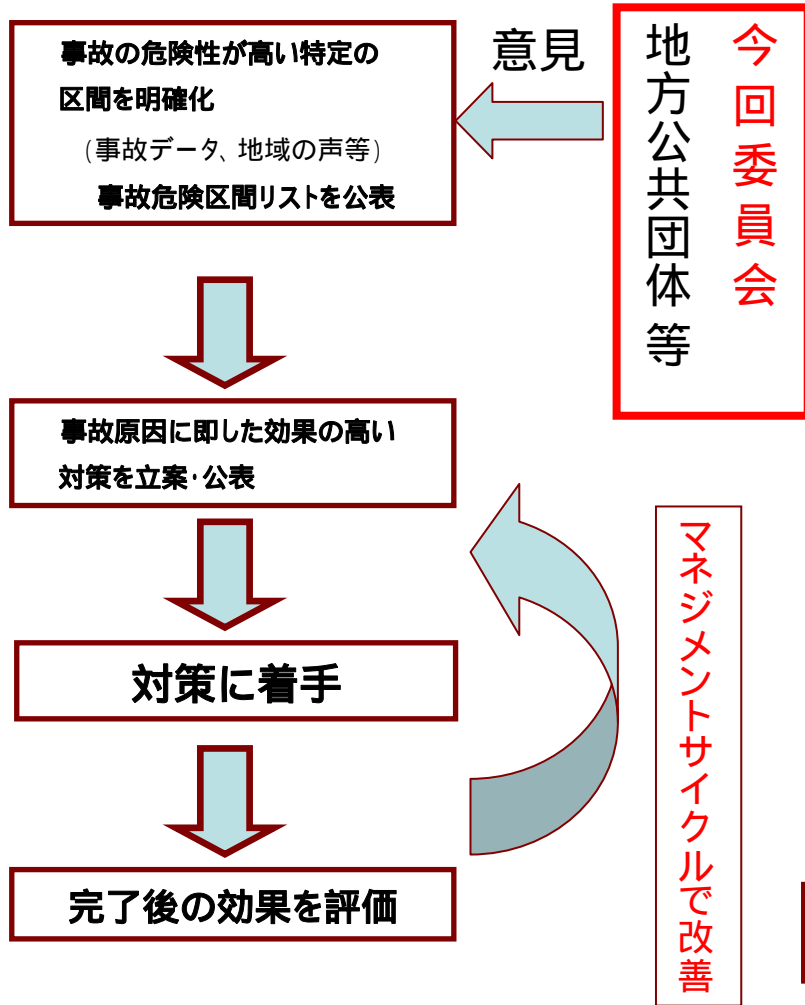 事故の危険性が高い特定の
区間を明確化
(事故データ、地域の声等)
事故危険区間リストを公表
意見
今回委員会
地方公共団体等
事故原因に即した効果の高い
対策を立案・公表
対策に着手
完了後の効果を評価
マネジメントサイクルで改善